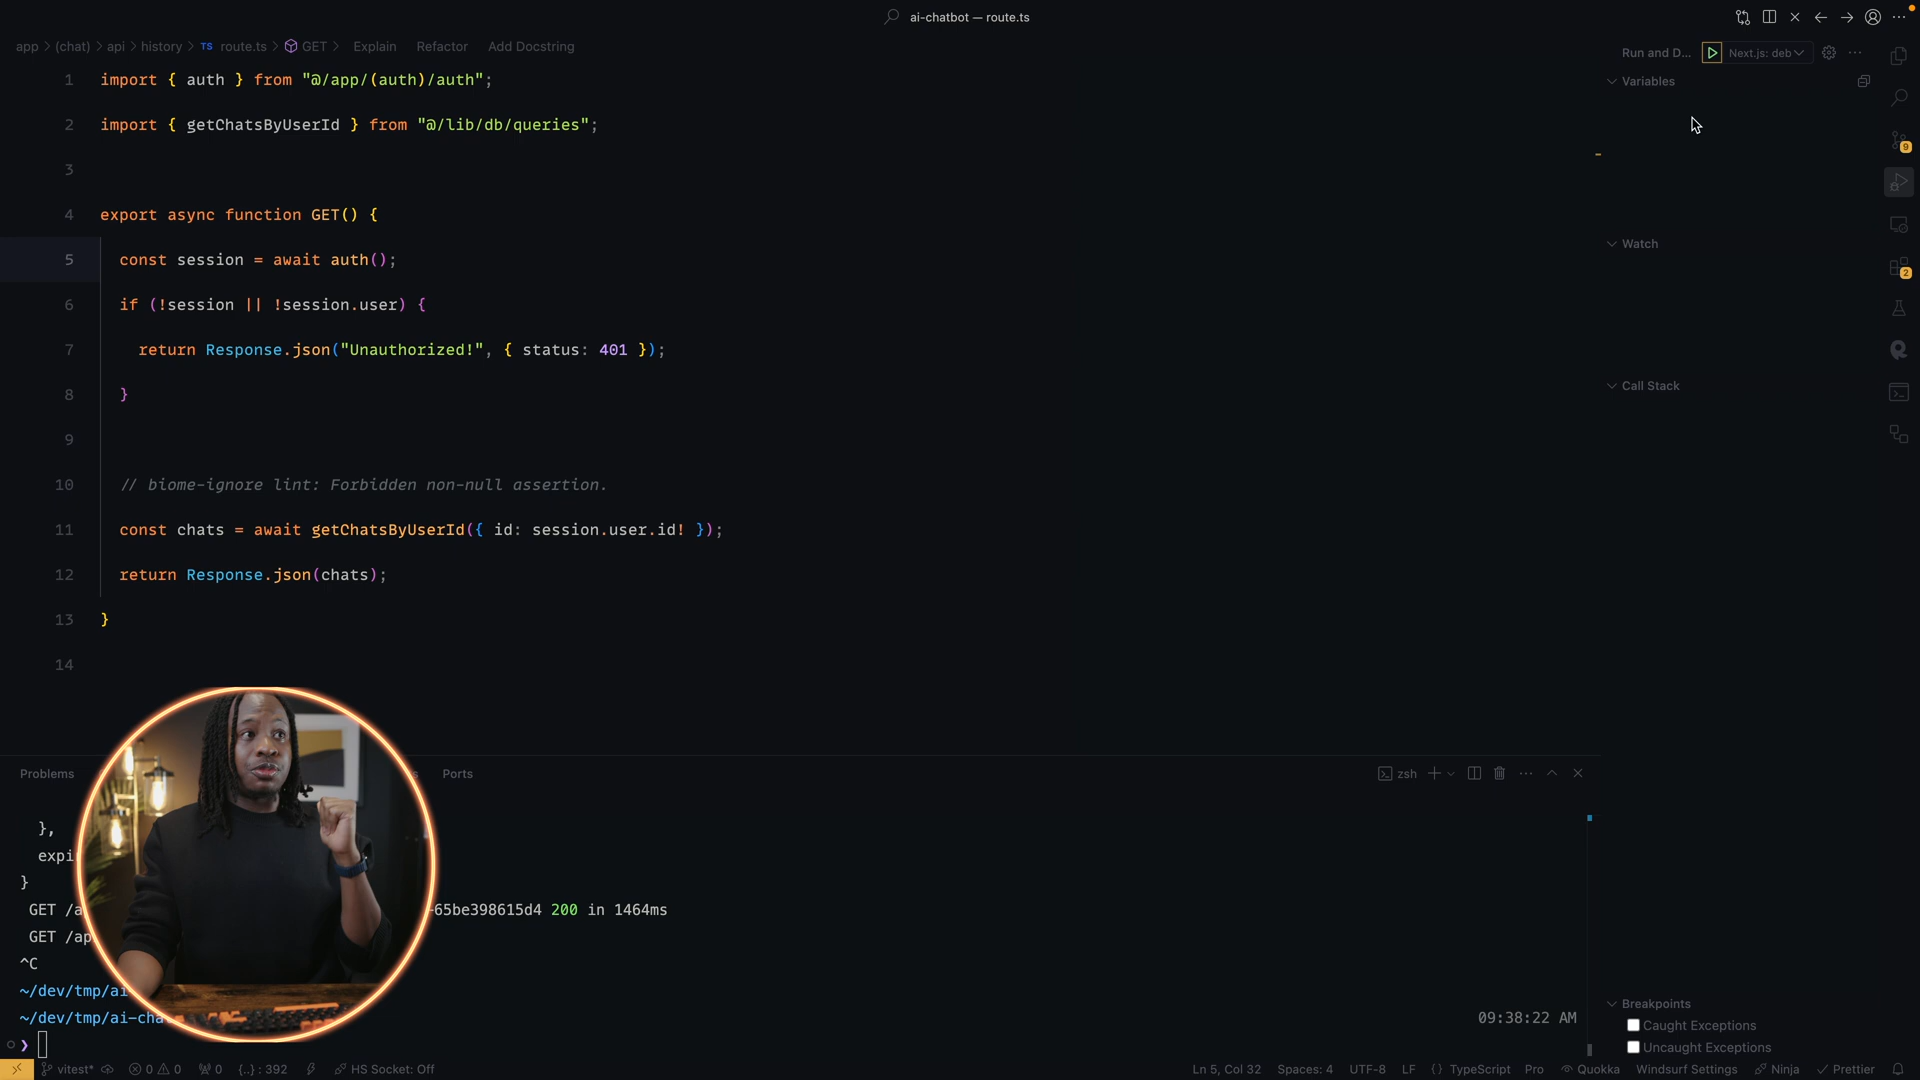 ai-chatbot — route.ts
app > (chat) > api > history > TS route.ts > GET > Explain Refactor Add Docstring
1 import { auth } from "@/app/(auth)/auth";
2 import { getChatsByUserId } from "@/lib/db/queries";
3
4 export async function GET() {
5 const session = await auth();
6 if (!session || !session.user) {
7 return Response.json("Unauthorized!", { status: 401 });
8 }
9
10 // biome-ignore lint: Forbidden non-null assertion.
11 const chats = await getChatsByUserId({ id: session.user.id! });
12 return Response.json(chats);
13 }
14
Run and D... Next.js: deb
Variables
Watch
Call Stack
Breakpoints
Caught Exceptions
Uncaught Exceptions
9
2
Problems Ports
zsh
},
expi
}
GET /a -65be398615d4 200 in 1464ms
GET /ap
^C
~/dev/tmp/ai
~/dev/tmp/ai-cha 09:38:22 AM
❯
vitest* 0 0 0 {..} : 392 HS Socket: Off Ln 5, Col 32 Spaces: 4 UTF-8 LF {} TypeScript Pro Quokka Windsurf Settings Ninja Prettier